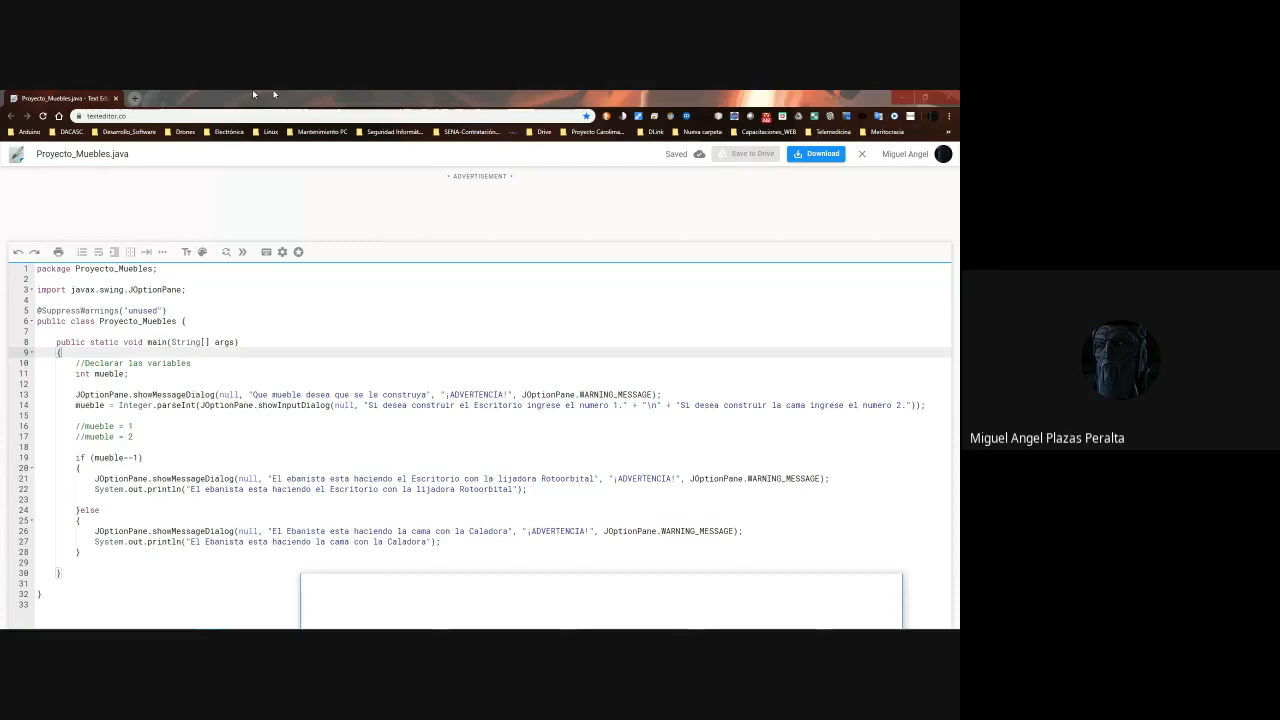 Proyecto_Muebles.java - Text Edi
texteditor.co
Arduino DACASC Desarrollo_Software Drones Electrónica Linux Mantenimiento PC Seguridad Informát... SENA-Contratación... Drive Proyecto Carolina... DLink Nueva carpeta Capacitaciones_WEB Telemedicina Meritocracia »
Proyecto_Muebles.java Saved Save to Drive Download Miguel Angel
• ADVERTISEMENT •
1 package Proyecto_Muebles;
2
3 import javax.swing.JOptionPane;
4
5 @SuppressWarnings("unused")
6 public class Proyecto_Muebles {
7
8 public static void main(String[] args)
9 {
10 //Declarar las variables
11 int mueble;
12
13 JOptionPane.showMessageDialog(null, "Que mueble desea que se le construya", "¡ADVERTENCIA!", JOptionPane.WARNING_MESSAGE);
14 mueble = Integer.parseInt(JOptionPane.showInputDialog(null, "Si desea construir el Escritorio ingrese el numero 1." + "\n" + "Si desea construir la cama ingrese el numero 2."));
15
16 //mueble = 1
17 //mueble = 2
18
19 if (mueble==1)
20 {
21 JOptionPane.showMessageDialog(null, "El ebanista esta haciendo el Escritorio con la lijadora Rotoorbital", "¡ADVERTENCIA!", JOptionPane.WARNING_MESSAGE);
22 System.out.println("El ebanista esta haciendo el Escritorio con la lijadora Rotoorbital");
23
24 }else
25 {
26 JOptionPane.showMessageDialog(null, "El Ebanista esta haciendo la cama con la Caladora", "¡ADVERTENCIA!", JOptionPane.WARNING_MESSAGE);
27 System.out.println("El Ebanista esta haciendo la cama con la Caladora");
28 }
29
30 }
31
32 }
33
Miguel Angel Plazas Peralta